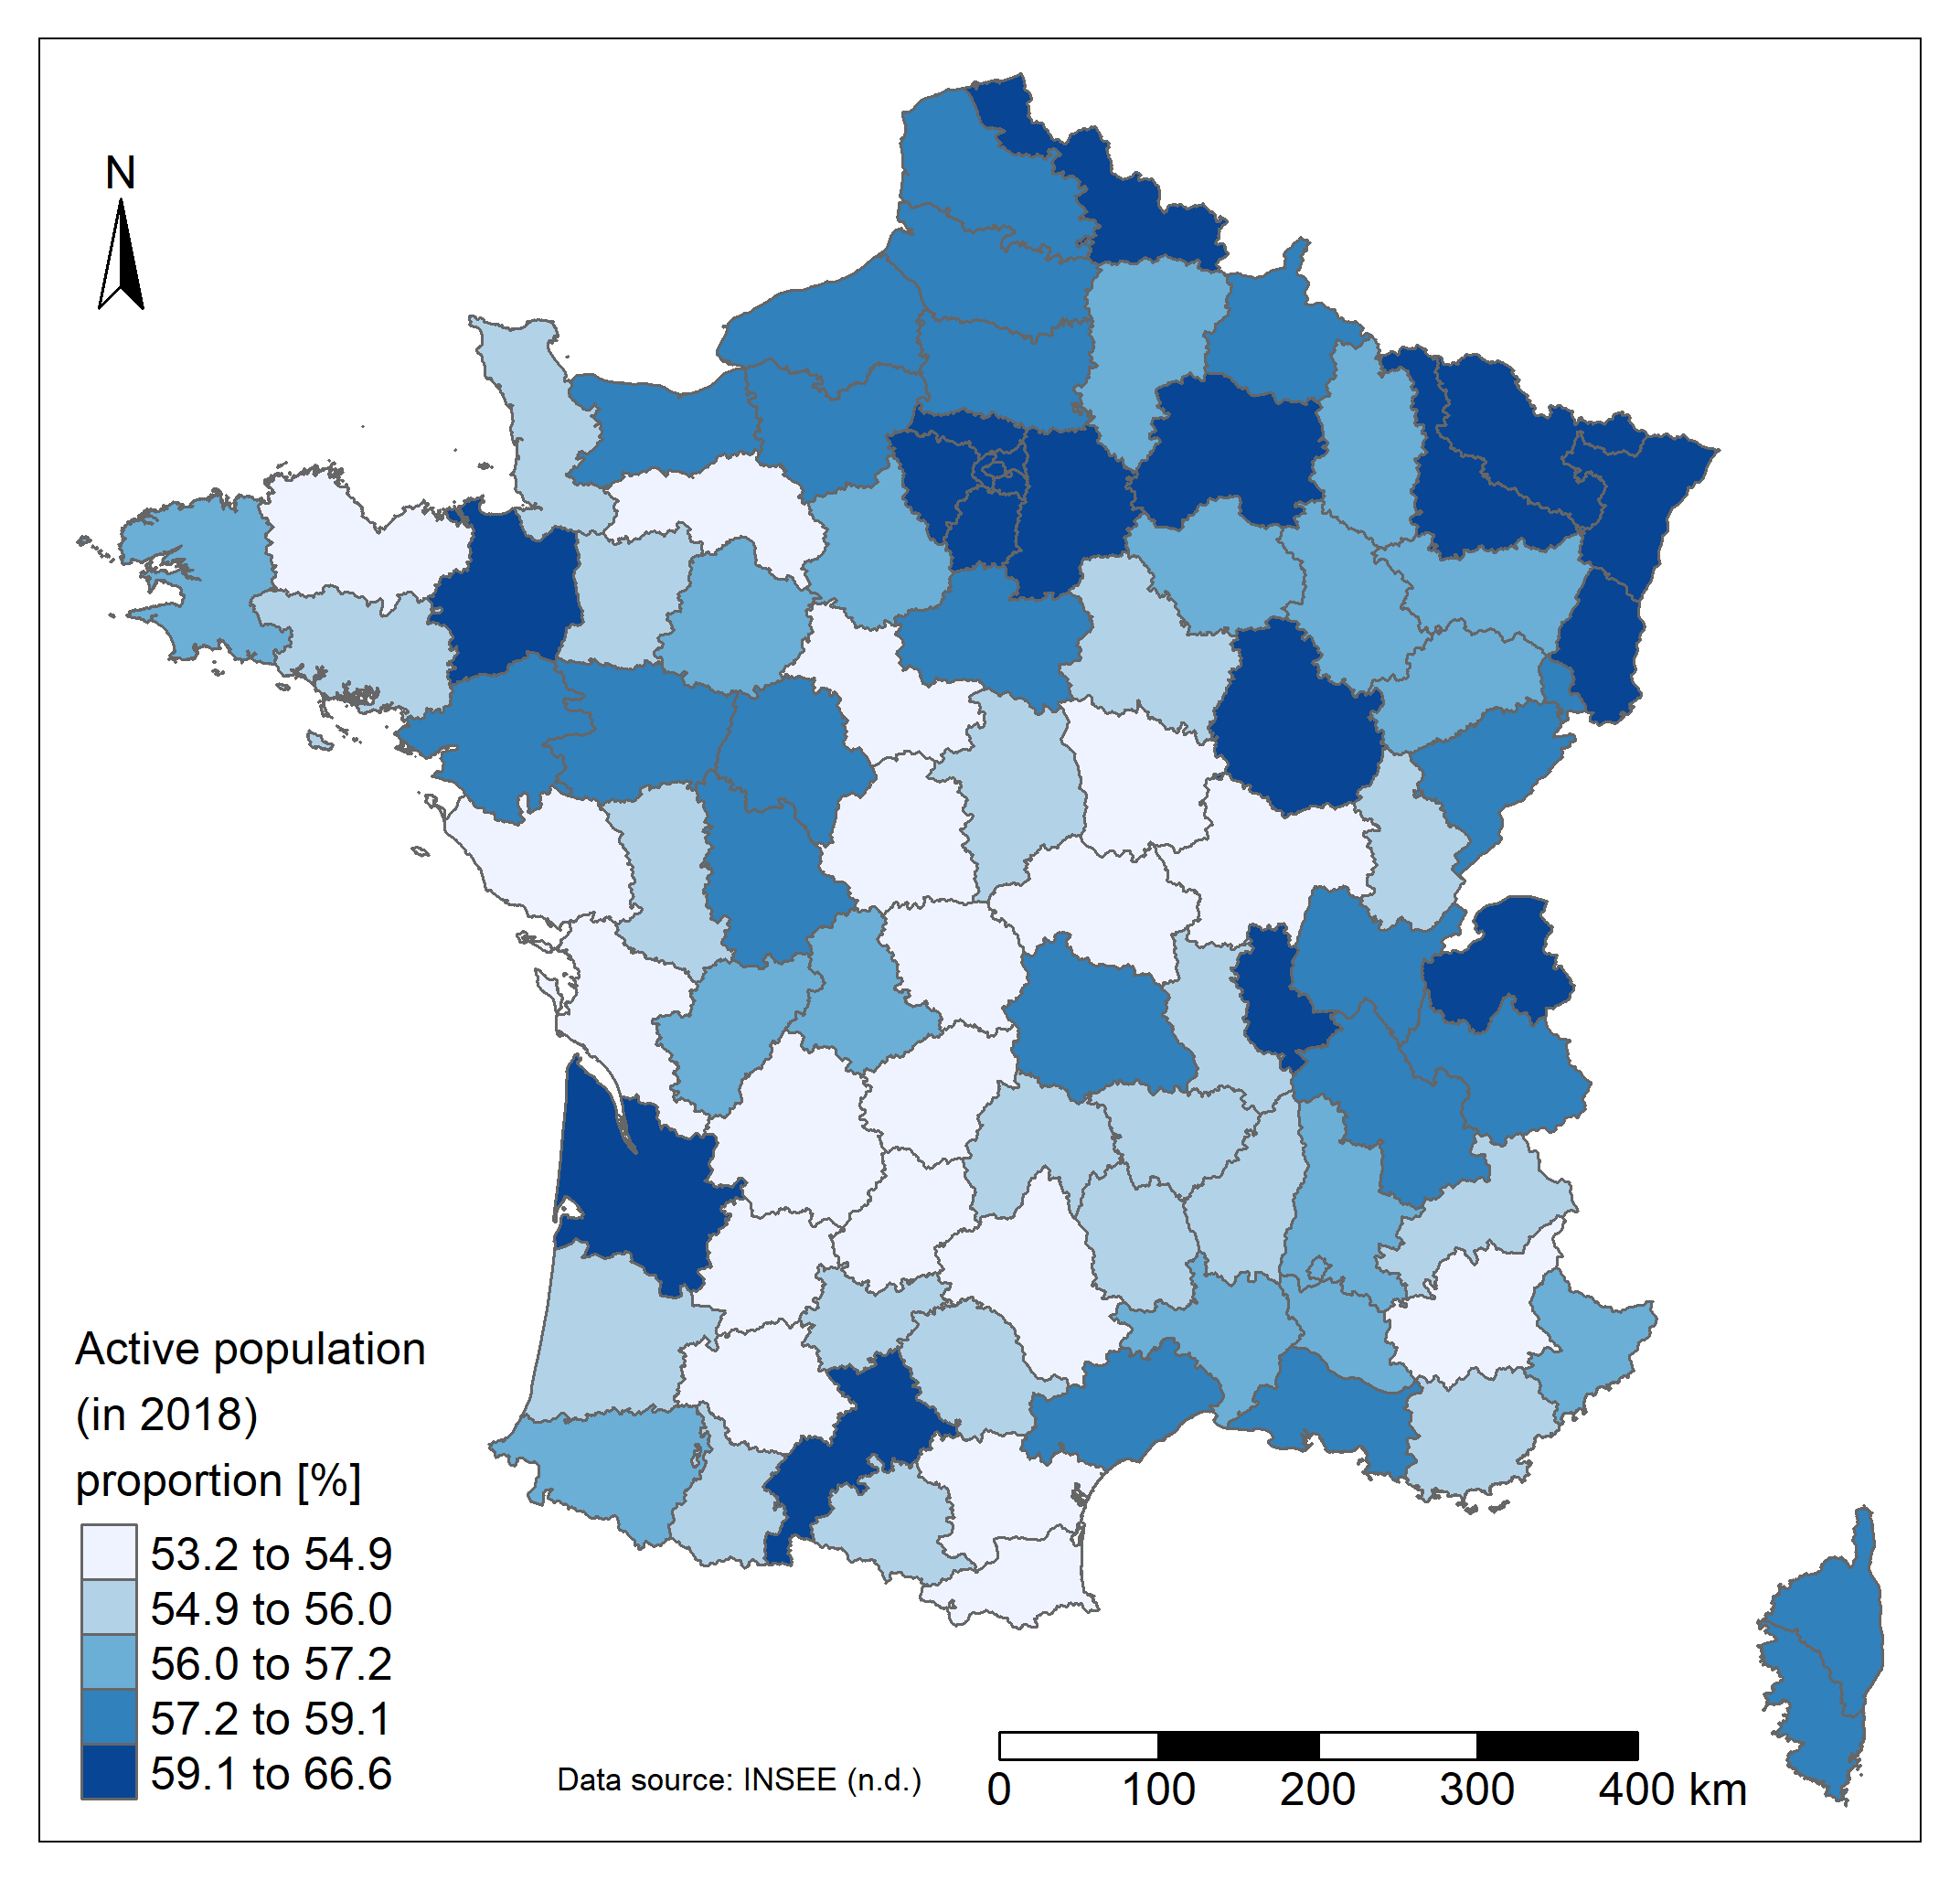 N
Active population
(in 2018)
proportion [%]
53.2 to 54.9
54.9 to 56.0
56.0 to 57.2
57.2 to 59.1
59.1 to 66.6
Data source: INSEE (n.d.)
0 100 200 300 400 km